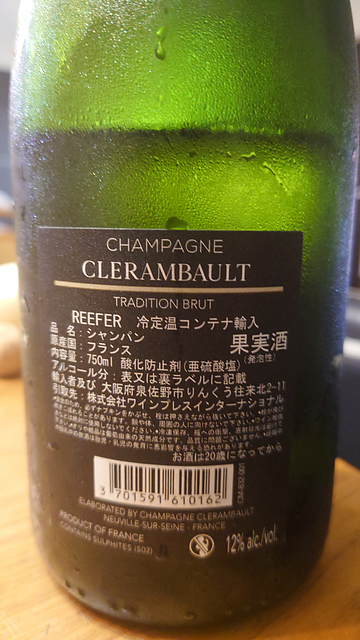 CHAMPAGNE
CLERAMBAULT
TRADITION BRUT
REEFER 冷定温コンテナ輸入
品 名：シャンパン 果実酒
原産国：フランス (発泡性)
内容量：750ml 酸化防止剤(亜硫酸塩)
アルコール分：表又は裏ラベルに記載
輸入者及び 大阪府泉佐野市りんくう往来北2-11
引取先：株式会社ワインプレスインターナショナル
お酒は20歳になってから
3 701591 610162
ELABORATED BY CHAMPAGNE CLERAMBAULT
NEUVILLE-SUR-SEINE - FRANCE
PRODUCT OF FRANCE
CONTAINS SULPHITES (SO2)
12% alc./vol.